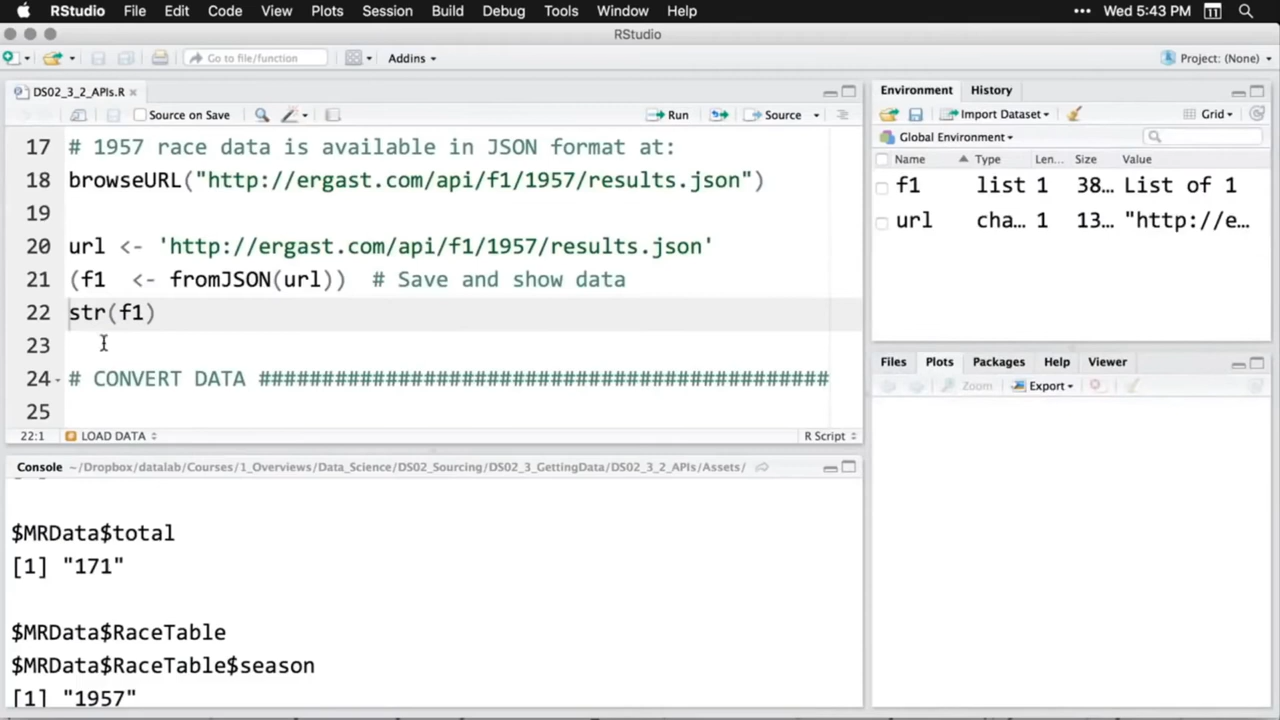 RStudio File Edit Code View Plots Session Build Debug Tools Window Help ••• Wed 5:43 PM 11
RStudio
Go to file/function Addins Project: (None)
DS02_3_2_APIs.R
Source on Save Run Source
17 # 1957 race data is available in JSON format at:
18 browseURL("http://ergast.com/api/f1/1957/results.json")
19
20 url <- 'http://ergast.com/api/f1/1957/results.json'
21 (f1  <- fromJSON(url))  # Save and show data
22 str(f1)
23
24 # CONVERT DATA ############################################
25
22:1 LOAD DATA R Script
Console ~/Dropbox/datalab/Courses/1_Overviews/Data_Science/DS02_Sourcing/DS02_3_GettingData/DS02_3_2_APIs/Assets/
$MRData$total
[1] "171"
$MRData$RaceTable
$MRData$RaceTable$season
[1] "1957"
Environment History
Import Dataset Grid
Global Environment
Name Type Len... Size Value
f1 list 1 38... List of 1
url cha... 1 13... "http://e...
Files Plots Packages Help Viewer
Zoom Export